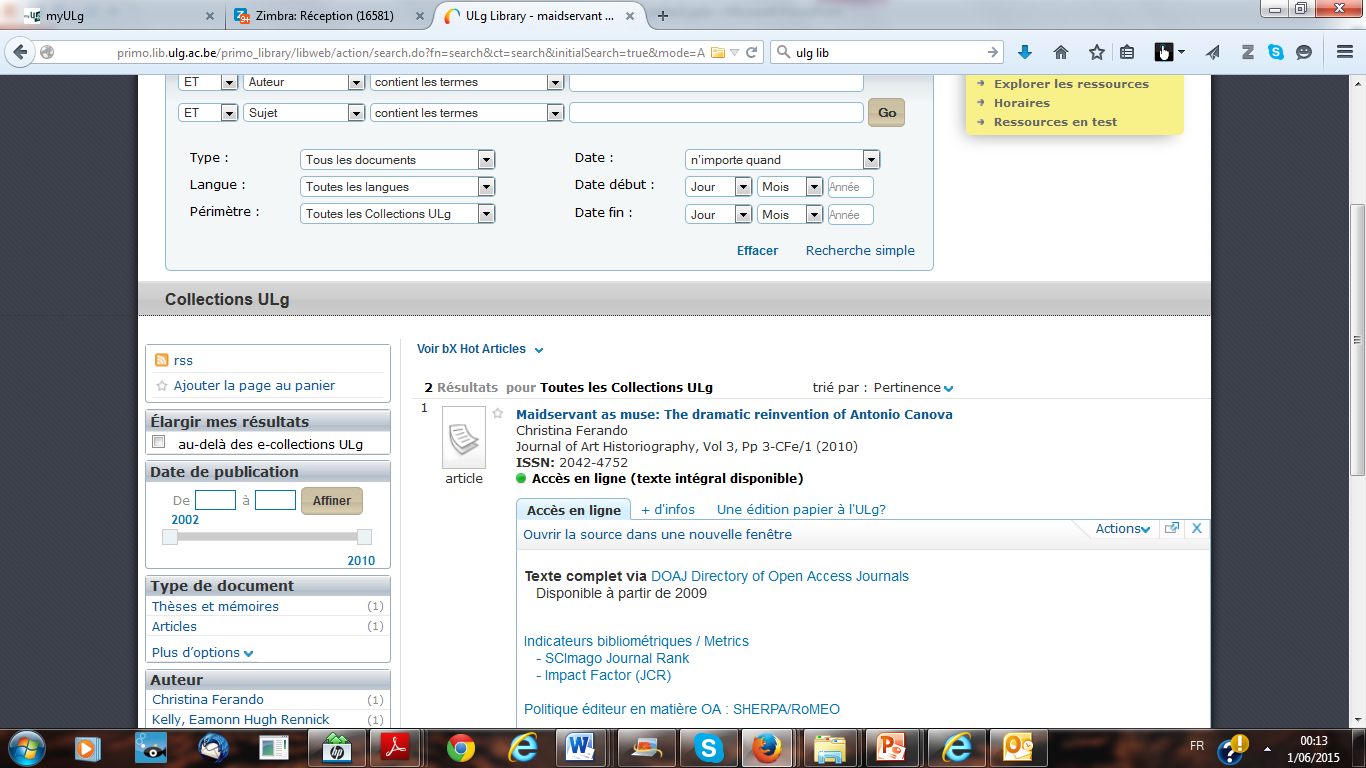 myULg
Zimbra: Réception (16581)
ULg Library - maidservant ...
primo.lib.ulg.ac.be/primo_library/libweb/action/search.do?fn=search&ct=search&initialSearch=true&mode=A
ulg lib
ET Auteur contient les termes
ET Sujet contient les termes Go
Type : Tous les documents Date : n'importe quand
Langue : Toutes les langues Date début : Jour Mois Année
Périmètre : Toutes les Collections ULg Date fin : Jour Mois Année
Effacer Recherche simple
Explorer les ressources
Horaires
Ressources en test
Collections ULg
rss
Ajouter la page au panier
Élargir mes résultats
au-delà des e-collections ULg
Date de publication
De à Affiner
2002
2010
Type de document
Thèses et mémoires (1)
Articles (1)
Plus d'options
Auteur
Christina Ferando (1)
Kelly, Eamonn Hugh Rennick (1)
Voir bX Hot Articles
2 Résultats pour Toutes les Collections ULg trié par : Pertinence
1
article
Maidservant as muse: The dramatic reinvention of Antonio Canova
Christina Ferando
Journal of Art Historiography, Vol 3, Pp 3-CFe/1 (2010)
ISSN: 2042-4752
Accès en ligne (texte intégral disponible)
Accès en ligne + d'infos Une édition papier à l'ULg?
Ouvrir la source dans une nouvelle fenêtre Actions X
Texte complet via DOAJ Directory of Open Access Journals
Disponible à partir de 2009
Indicateurs bibliométriques / Metrics
- SCImago Journal Rank
- Impact Factor (JCR)
Politique éditeur en matière OA : SHERPA/RoMEO
FR
00:13
1/06/2015